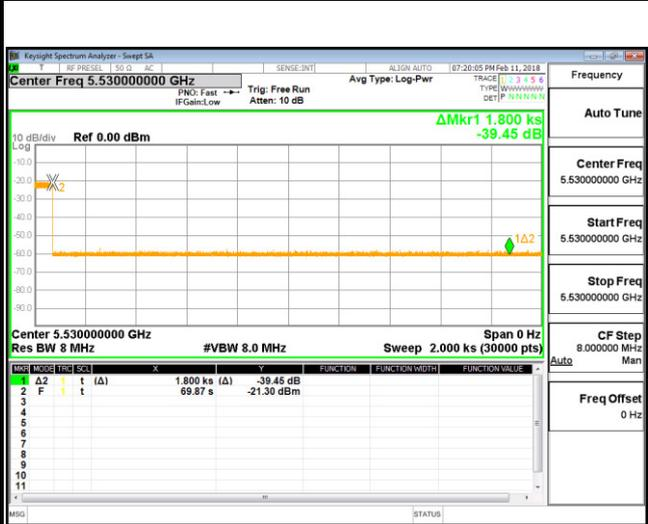 Keysight Spectrum Analyzer - Swept SA
T RF PRESEL 50 Ω AC SENSE:INT ALIGN AUTO 07:20:05 PM Feb 11, 2018
Center Freq 5.530000000 GHz
PNO: Fast
IFGain:Low
Trig: Free Run
Atten: 10 dB
Avg Type: Log-Pwr
TRACE 1 2 3 4 5 6
TYPE WWWWWW
DET P N N N N N
ΔMkr1 1.800 ks
-39.45 dB
10 dB/div Ref 0.00 dBm
Log
-10.0
-20.0
-30.0
-40.0
-50.0
-60.0
-70.0
-80.0
-90.0
2
1Δ2
Center 5.530000000 GHz Span 0 Hz
Res BW 8 MHz #VBW 8.0 MHz Sweep 2.000 ks (30000 pts)
MKR MODE TRC SCL X Y FUNCTION FUNCTION WIDTH FUNCTION VALUE
1 Δ2 1 t (Δ) 1.800 ks (Δ) -39.45 dB
2 F 1 t 69.87 s -21.30 dBm
3
4
5
6
7
8
9
10
11
MSG STATUS
Frequency
Auto Tune
Center Freq
5.530000000 GHz
Start Freq
5.530000000 GHz
Stop Freq
5.530000000 GHz
CF Step
8.000000 MHz
Auto Man
Freq Offset
0 Hz